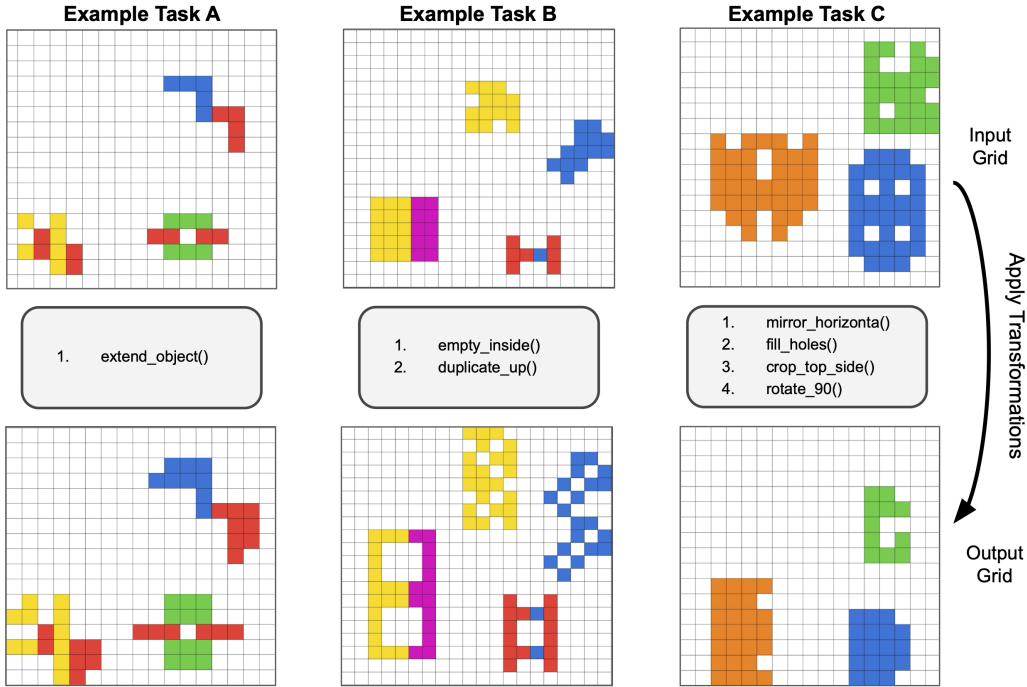 Example Task A
Example Task B
Example Task C
Input
Grid
1. extend_object()
1. empty_inside()
2. duplicate_up()
1. mirror_horizonta()
2. fill_holes()
3. crop_top_side()
4. rotate_90()
Apply Transformations
Output
Grid